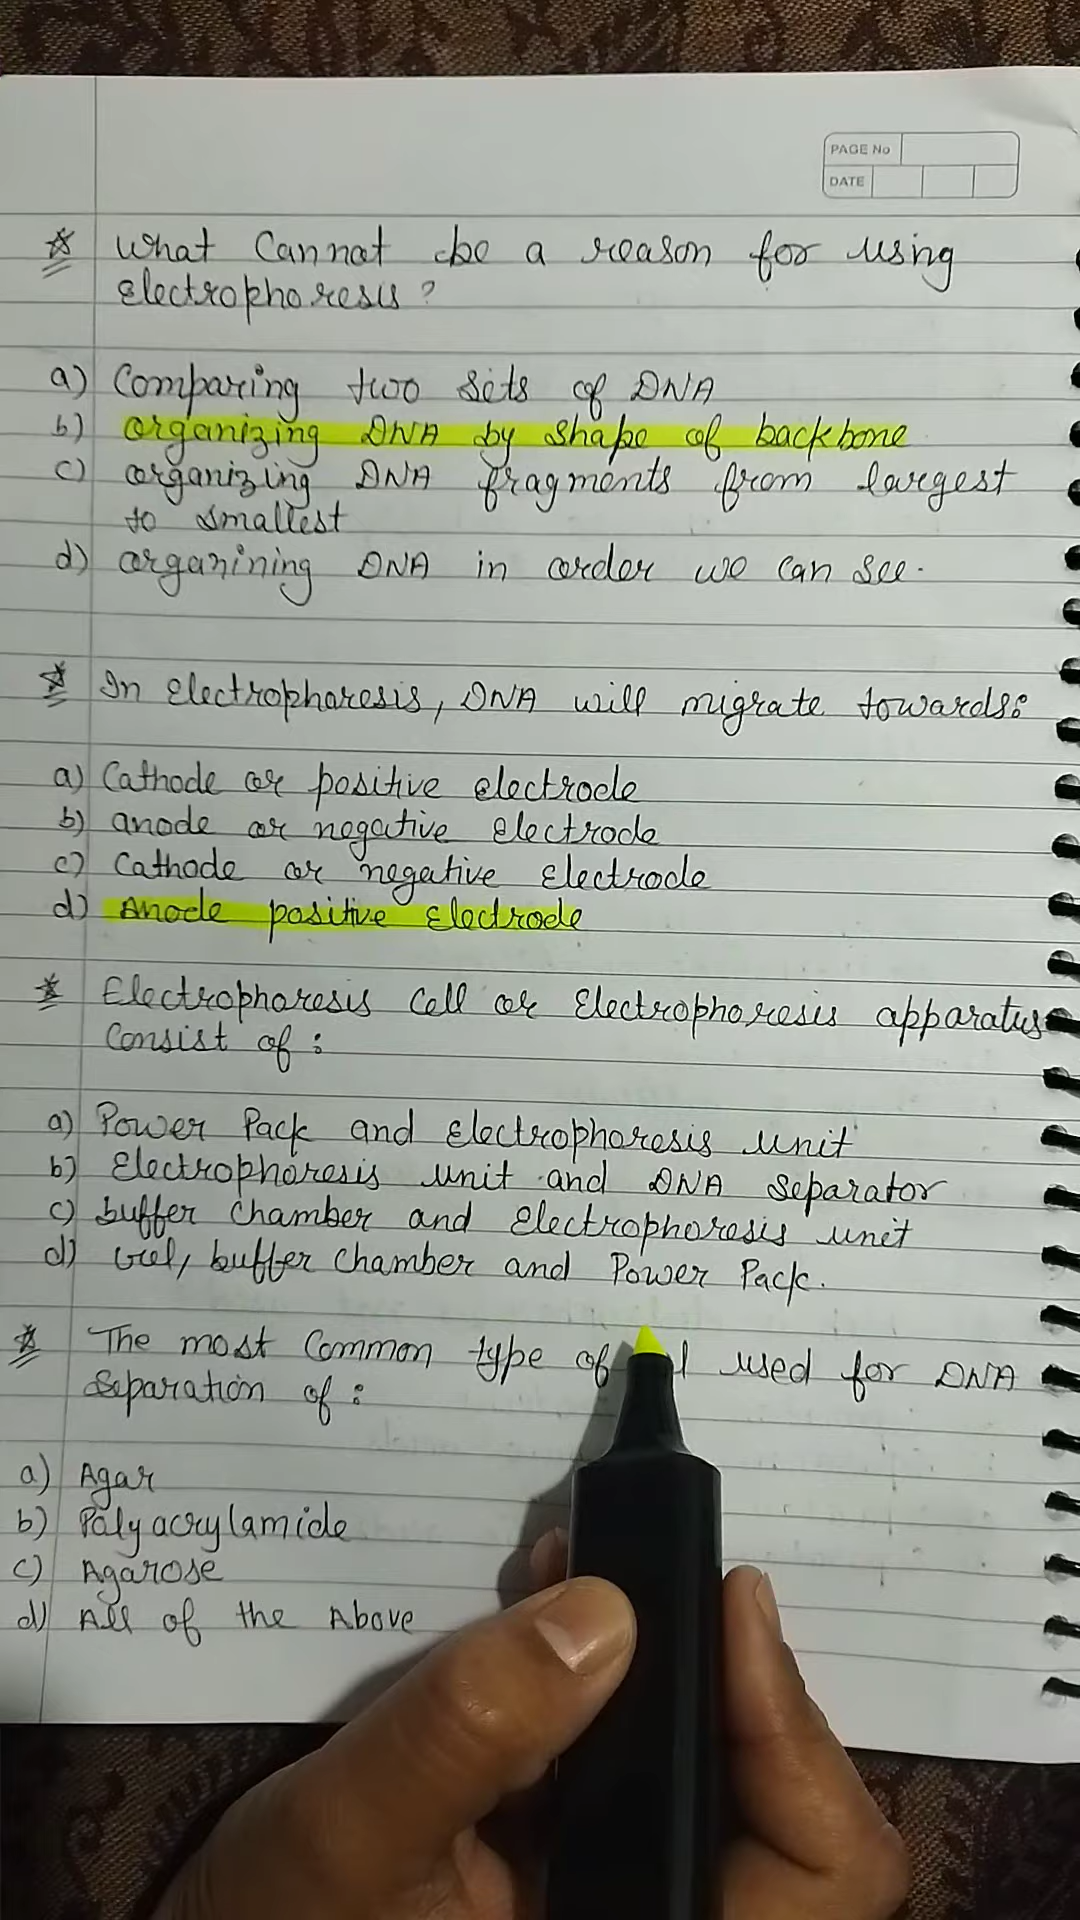 PAGE No
DATE
What Cannot be a reason for using
Electrophoresis?
a) Comparing two sets of DNA
b) organizing DNA by shape of backbone
c) organizing DNA fragments from largest
to smallest
d) organining DNA in order we can see.
In Electrophoresis, DNA will migrate towards:
a) Cathode or positive electrode
b) anode or negative Electrode
c) Cathode or negative Electrode
d) Anode positive Electrode
Electrophoresis Cell or Electrophoresis apparatus
Consist of :
a) Power Pack and Electrophoresis unit
b) Electrophoresis unit and DNA Separator
c) buffer Chamber and Electrophoresis unit
d) Gel, buffer Chamber and Power Pack.
The most Common type of used for DNA
Separation of :
a) Agar
b) Polyacrylamide
c) Agarose
d) All of the Above